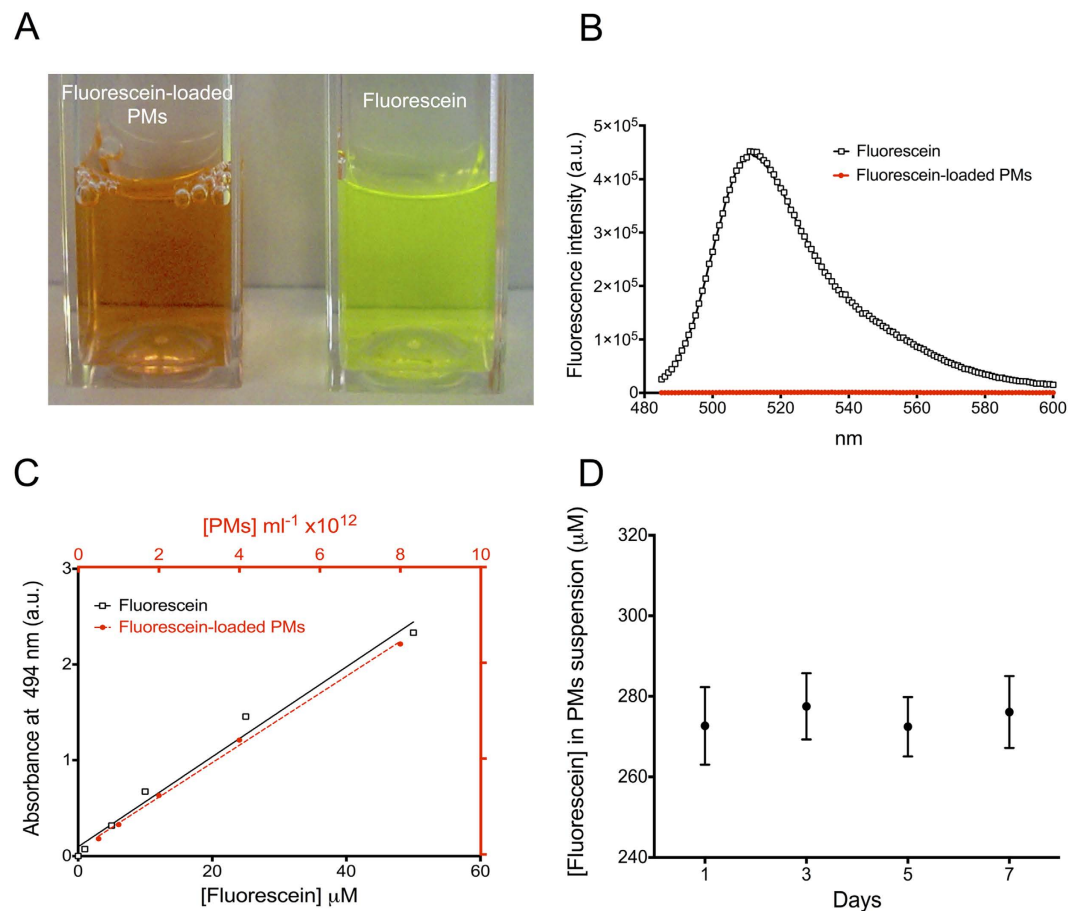 A
Fluorescein-loaded
PMs
Fluorescein
B
Fluorescence intensity (a.u.)
5×10⁵
4×10⁵
3×10⁵
2×10⁵
1×10⁵
0
480 500 520 540 560 580 600
nm
Fluorescein
Fluorescein-loaded PMs
C
[PMs] ml⁻¹ x10¹²
0 2 4 6 8 10
Absorbance at 494 nm (a.u.)
3
2
1
0
Fluorescein
Fluorescein-loaded PMs
0 20 40 60
[Fluorescein] μM
D
[Fluorescein] in PMs suspension (μM)
320
300
280
260
240
1 3 5 7
Days